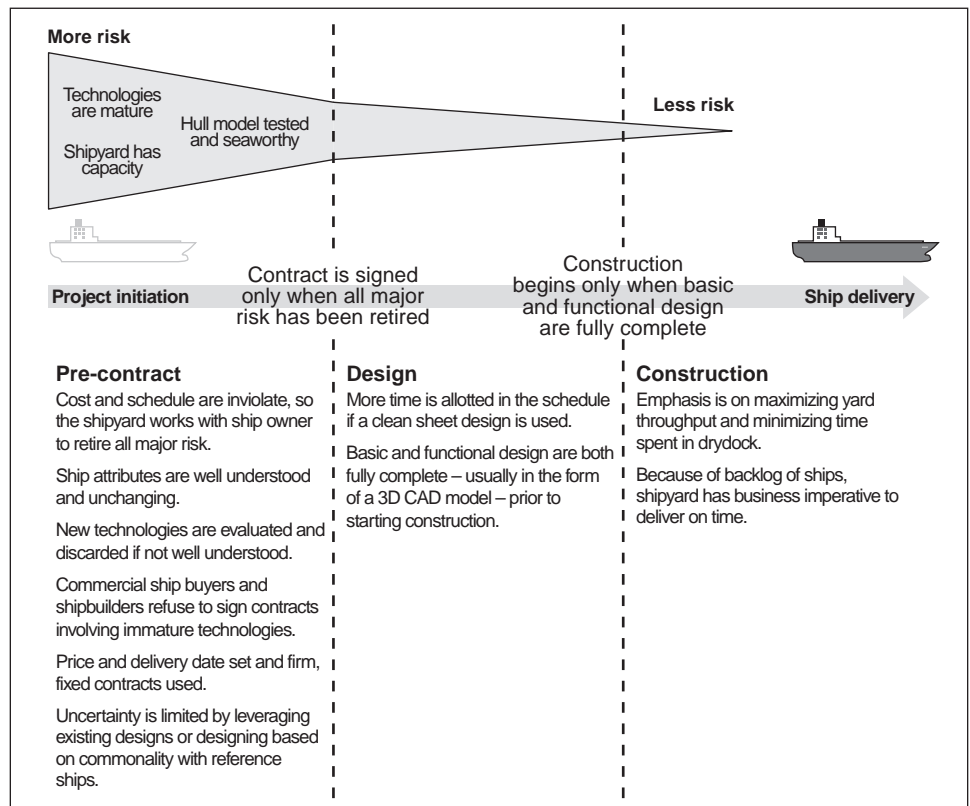 More risk
Technologies
are mature
Shipyard has
capacity
Hull model tested
and seaworthy
Less risk
Project initiation
Contract is signed
only when all major
risk has been retired
Construction
begins only when basic
and functional design
are fully complete
Ship delivery
Pre-contract
Cost and schedule are inviolate, so
the shipyard works with ship owner
to retire all major risk.
Ship attributes are well understood
and unchanging.
New technologies are evaluated and
discarded if not well understood.
Commercial ship buyers and
shipbuilders refuse to sign contracts
involving immature technologies.
Price and delivery date set and firm,
fixed contracts used.
Uncertainty is limited by leveraging
existing designs or designing based
on commonality with reference
ships.
Design
More time is allotted in the schedule
if a clean sheet design is used.
Basic and functional design are both
fully complete – usually in the form
of a 3D CAD model – prior to
starting construction.
Construction
Emphasis is on maximizing yard
throughput and minimizing time
spent in drydock.
Because of backlog of ships,
shipyard has business imperative to
deliver on time.